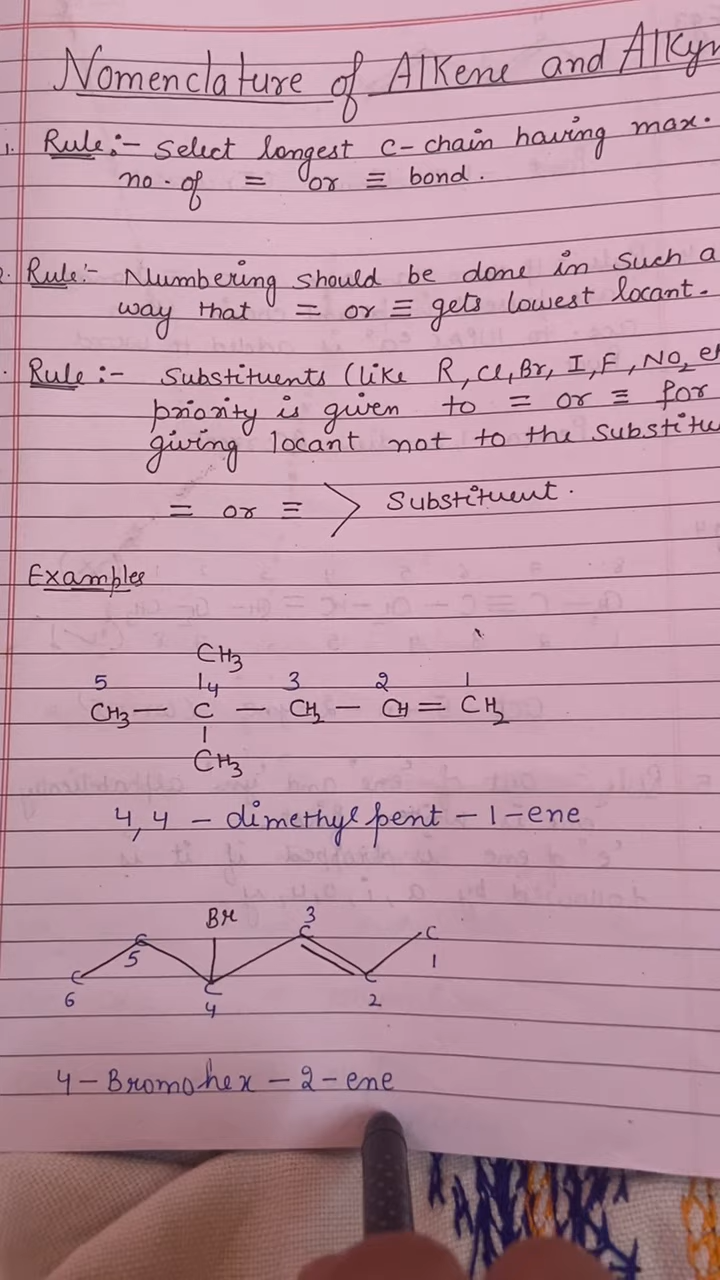 Nomenclature of Alkene and Alkyn
1. Rule:- Select longest C-chain having max.
no. of = or ≡ bond.
2. Rule:- Numbering should be done in such a
way that = or ≡ gets lowest locant.
. Rule:- Substituents (like R, Cl, Br, I, F, NO2 e
priority is given to = or ≡ for
giving locant not to the Substitue
= or ≡ > Substituent.
Examples
CH3
5 4 3 2 1
CH3 — C — CH2 — CH = CH2
CH3
4,4 - dimethyl pent - 1 - ene
Br 3
C C C
5 1
C C C
6 4 2
4 - Bromohex - 2 - ene